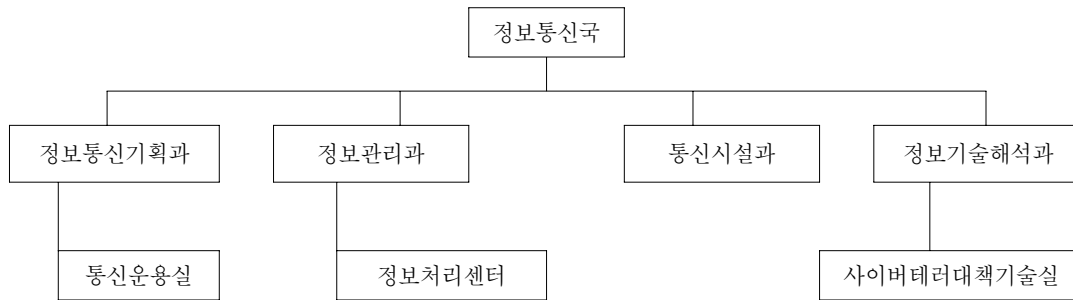 정보통신국
정보통신기획과
정보관리과
통신시설과
정보기술해석과
통신운용실
정보처리센터
사이버테러대책기술실